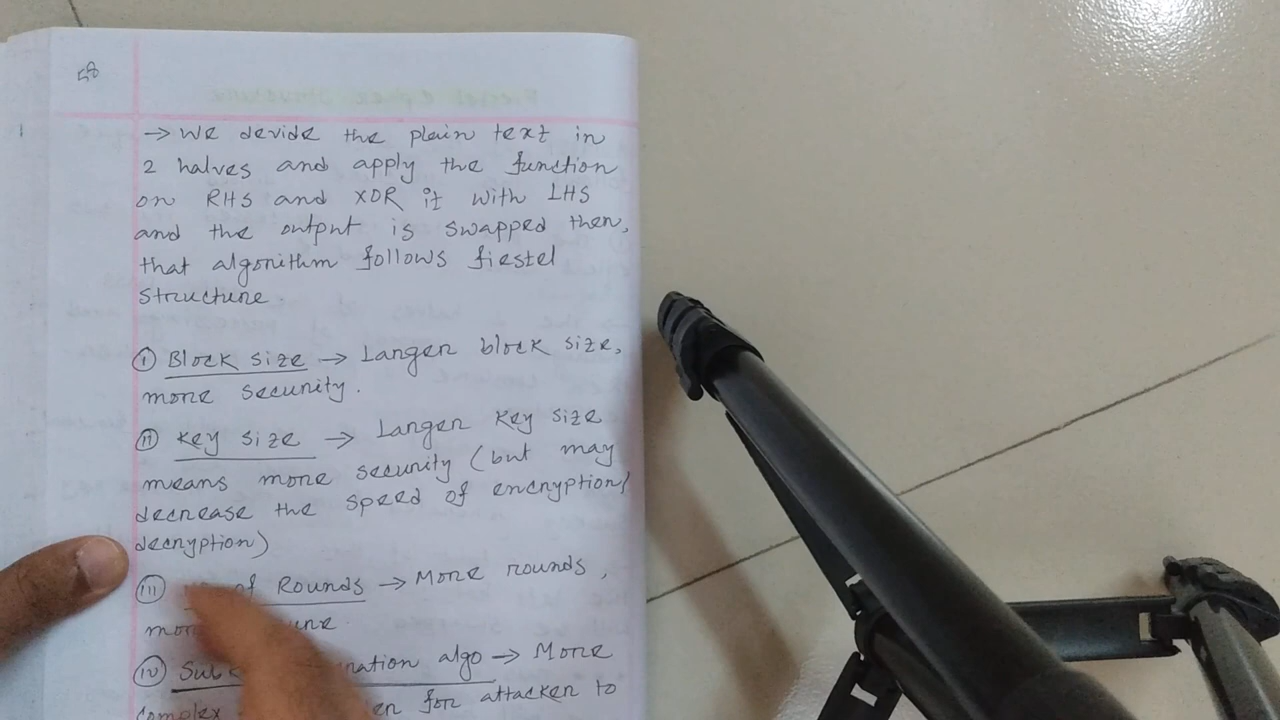 58
→ We devide the plain text in
2 halves and apply the function
on RHS and XOR it with LHS
and the output is swapped then,
that algorithm follows fiestel
structure
(I) Block size → Larger block size,
more security.
(II) Key size → Larger key size
means more security (but may
decrease the speed of encryption/
decryption)
(III) of Rounds → More rounds,
(IV) algo → More
complex for attacker to